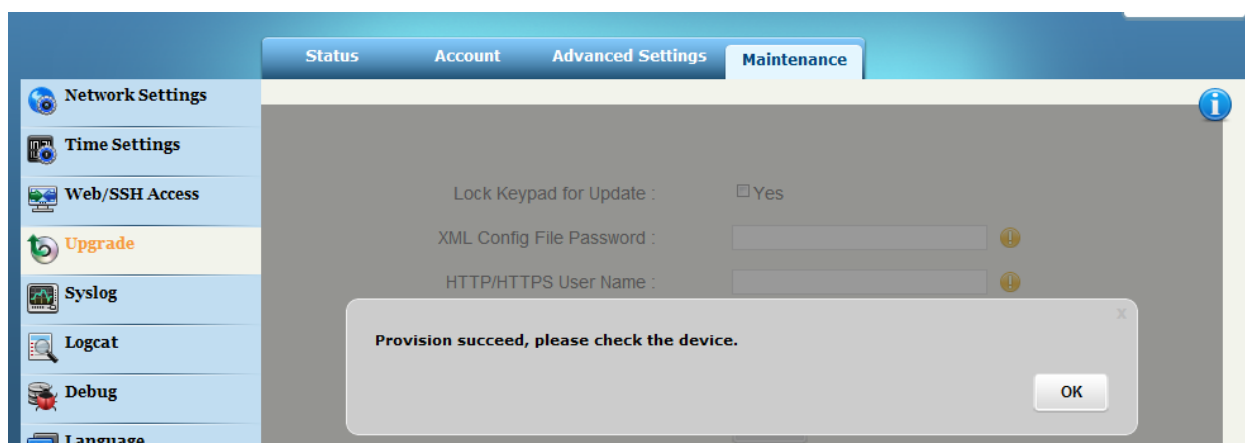 Status Account Advanced Settings Maintenance
Network Settings
Time Settings
Web/SSH Access
Upgrade
Syslog
Logcat
Debug
Language
Lock Keypad for Update : Yes
XML Config File Password :
HTTP/HTTPS User Name :
x
Provision succeed, please check the device.
OK